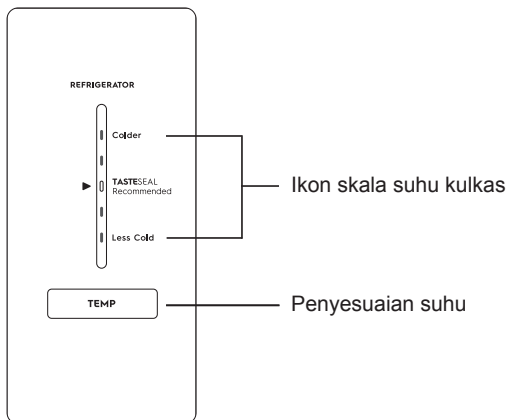 REFRIGERATOR
Colder
TASTESEAL
Recommended
Less Cold
Ikon skala suhu kulkas
TEMP
Penyesuaian suhu